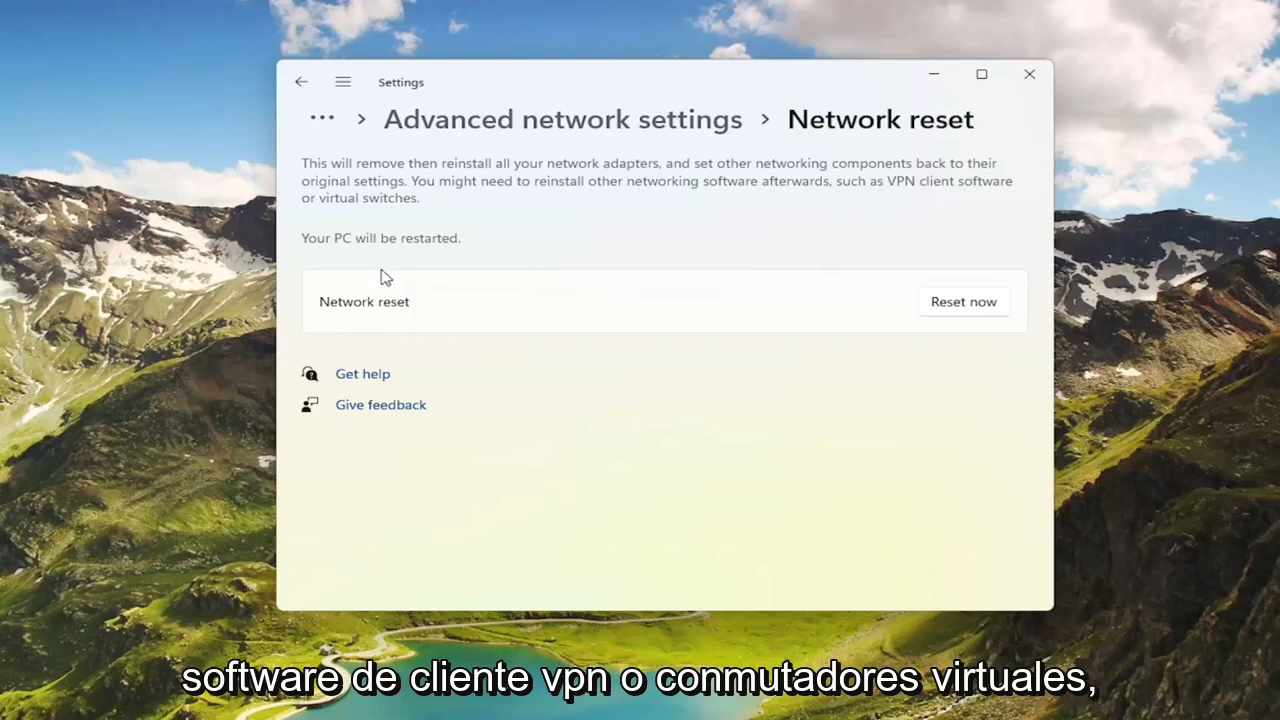 Settings
... > Advanced network settings > Network reset
This will remove then reinstall all your network adapters, and set other networking components back to their
original settings. You might need to reinstall other networking software afterwards, such as VPN client software
or virtual switches.
Your PC will be restarted.
Network reset
Reset now
Get help
Give feedback
software de cliente vpn o conmutadores virtuales,